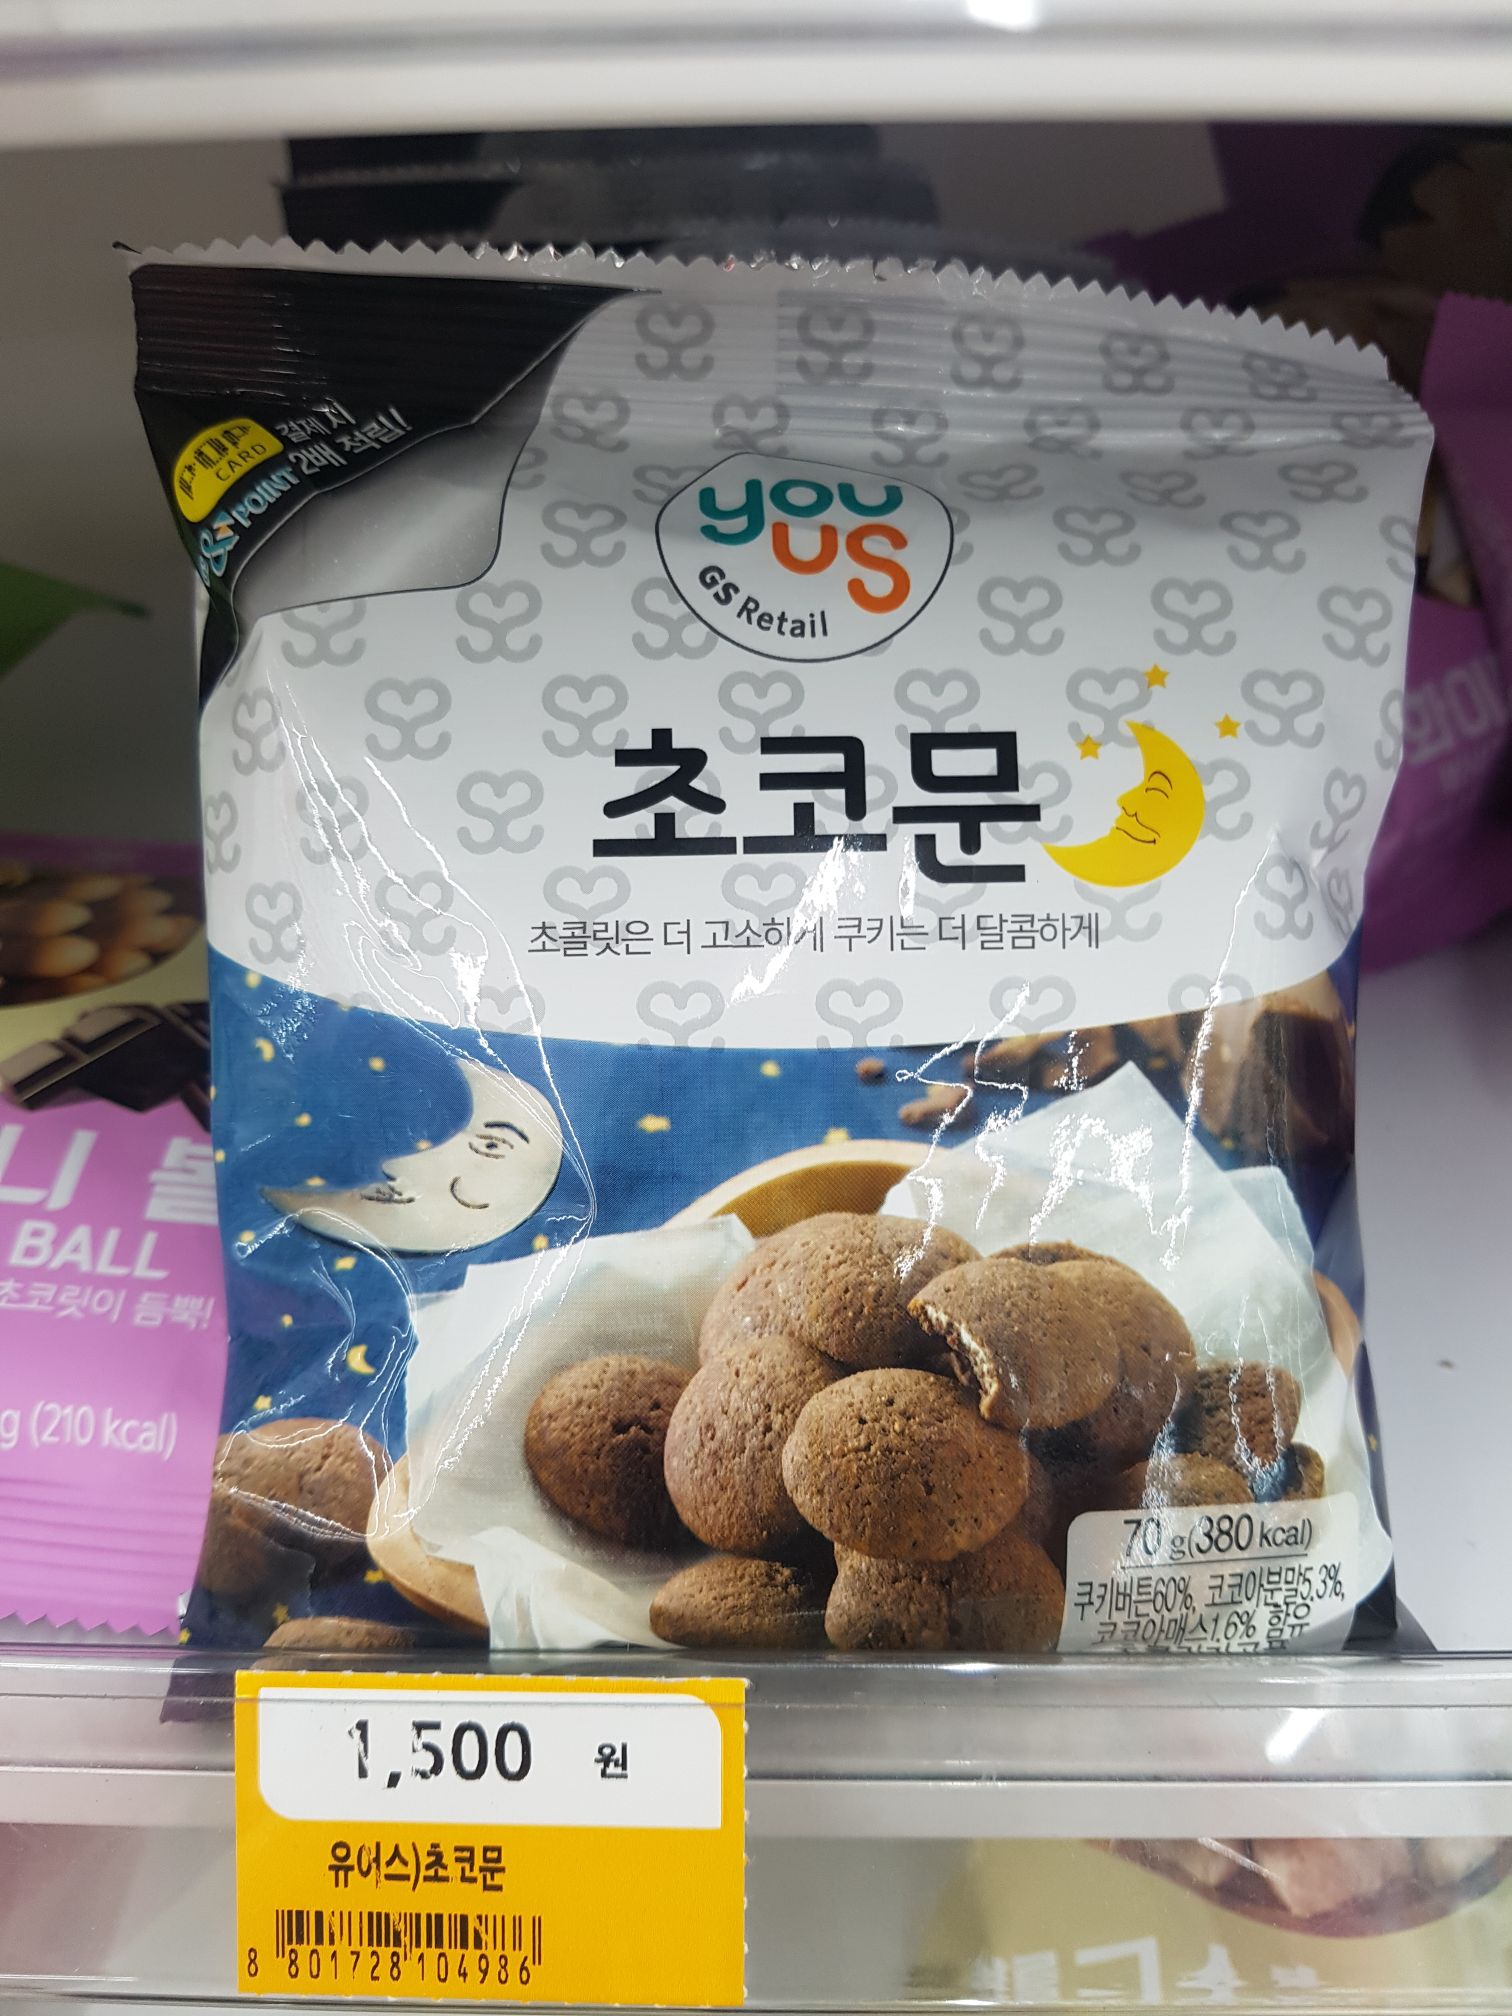 CARD
결제 시
& POINT 2배 적립!
you
us
GS Retail
초코문
초콜릿은 더 고소하게 쿠키는 더 달콤하게
70 g(380 kcal)
쿠키버튼60%, 코코아분말5.3%,
코코아매스1.6% 함유
니 볼
BALL
초코릿이 듬뿍!
g (210 kcal)
1,500 원
유어스)초코문
8 801728 104986